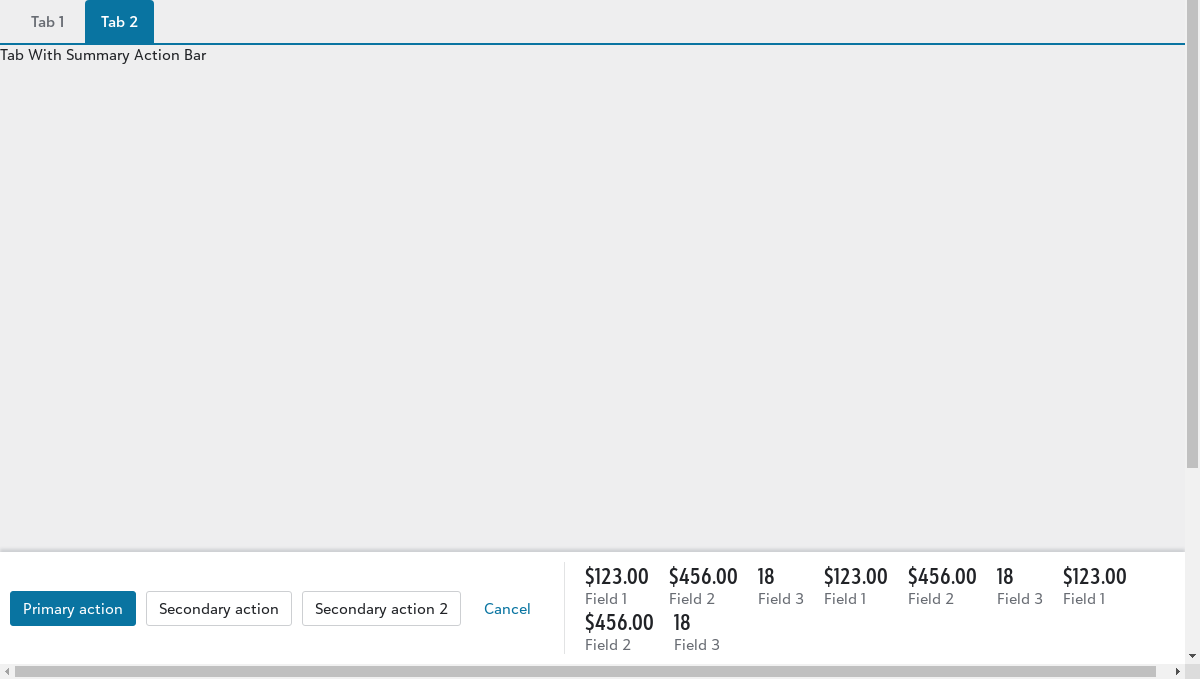 Tab 1 Tab 2
Tab With Summary Action Bar
Primary action Secondary action Secondary action 2 Cancel
$123.00 $456.00 18 $123.00 $456.00 18 $123.00
Field 1 Field 2 Field 3 Field 1 Field 2 Field 3 Field 1
$456.00 18
Field 2 Field 3